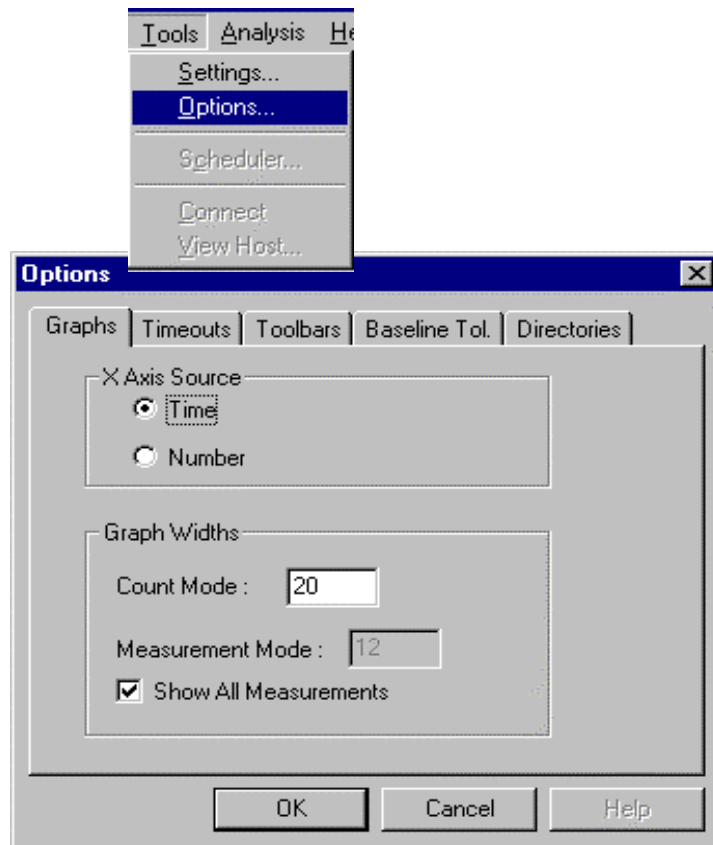 Tools Analysis He
Settings...
Options...
Scheduler...
Connect
View Host...
Options
Graphs Timeouts Toolbars Baseline Tol. Directories
X Axis Source
Time
Number
Graph Widths
Count Mode : 20
Measurement Mode : 12
Show All Measurements
OK Cancel Help